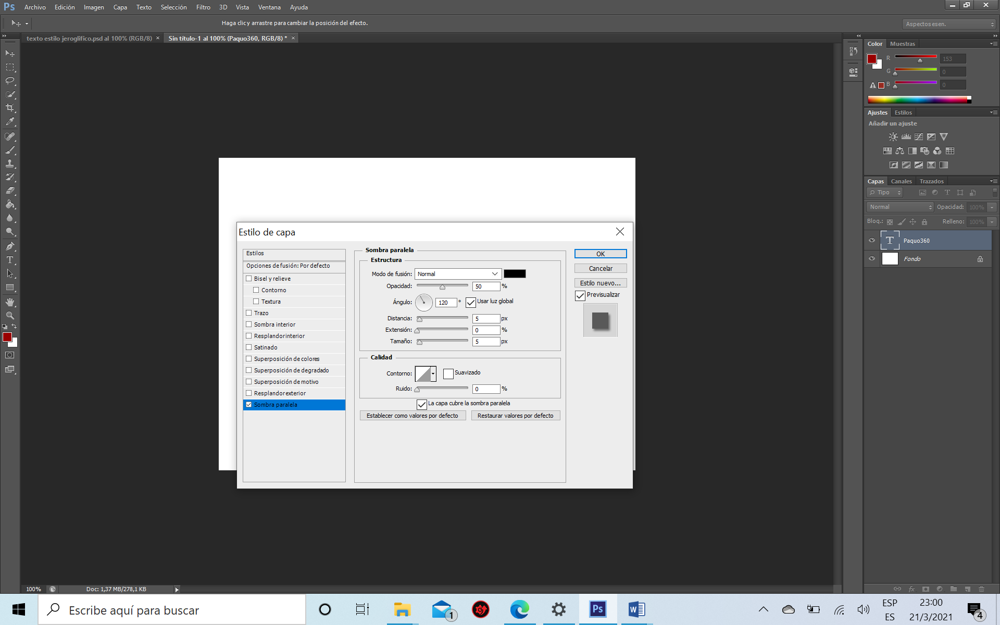 Ps Archivo Edición Imagen Capa Texto Selección Filtro 3D Vista Ventana Ayuda
Haga clic y arrastre para cambiar la posición del efecto.
Aspectos esen.
texto estilo jeroglifico.psd al 100% (RGB/8) × Sin título-1 al 100% (Paquo360, RGB/8) * ×
Color Muestras
R 153
G 0
B 0
Ajustes Estilos
Añadir un ajuste
Capas Canales Trazados
Tipo
Normal Opacidad: 100%
Bloq.: Relleno: 100%
Paquo360
Fondo
Estilo de capa
Estilos
Opciones de fusión: Por defecto
Bisel y relieve
Contorno
Textura
Trazo
Sombra interior
Resplandor interior
Satinado
Superposición de colores
Superposición de degradado
Superposición de motivo
Resplandor exterior
Sombra paralela
Sombra paralela
Estructura
Modo de fusión: Normal
Opacidad: 50 %
Ángulo: 120 ° Usar luz global
Distancia: 5 px
Extensión: 0 %
Tamaño: 5 px
Calidad
Contorno: Suavizado
Ruido: 0 %
La capa cubre la sombra paralela
Establecer como valores por defecto Restaurar valores por defecto
OK
Cancelar
Estilo nuevo...
Previsualizar
100% Doc: 1,37 MB/278,1 KB
Escribe aquí para buscar
1
Ps
W
ESP
ES
23:00
21/3/2021
4